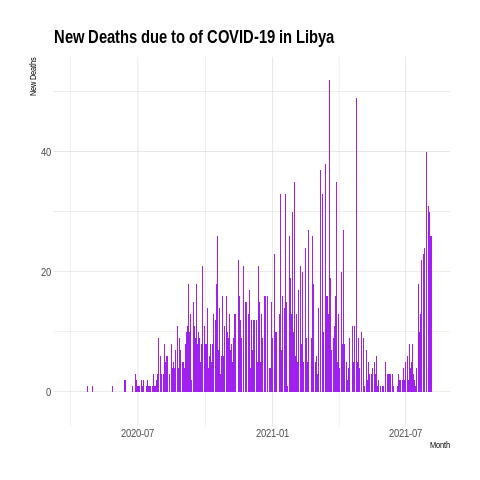 New Deaths due to of COVID-19 in Libya
New Deaths
40
20
0
2020-07
2021-01
2021-07
Month